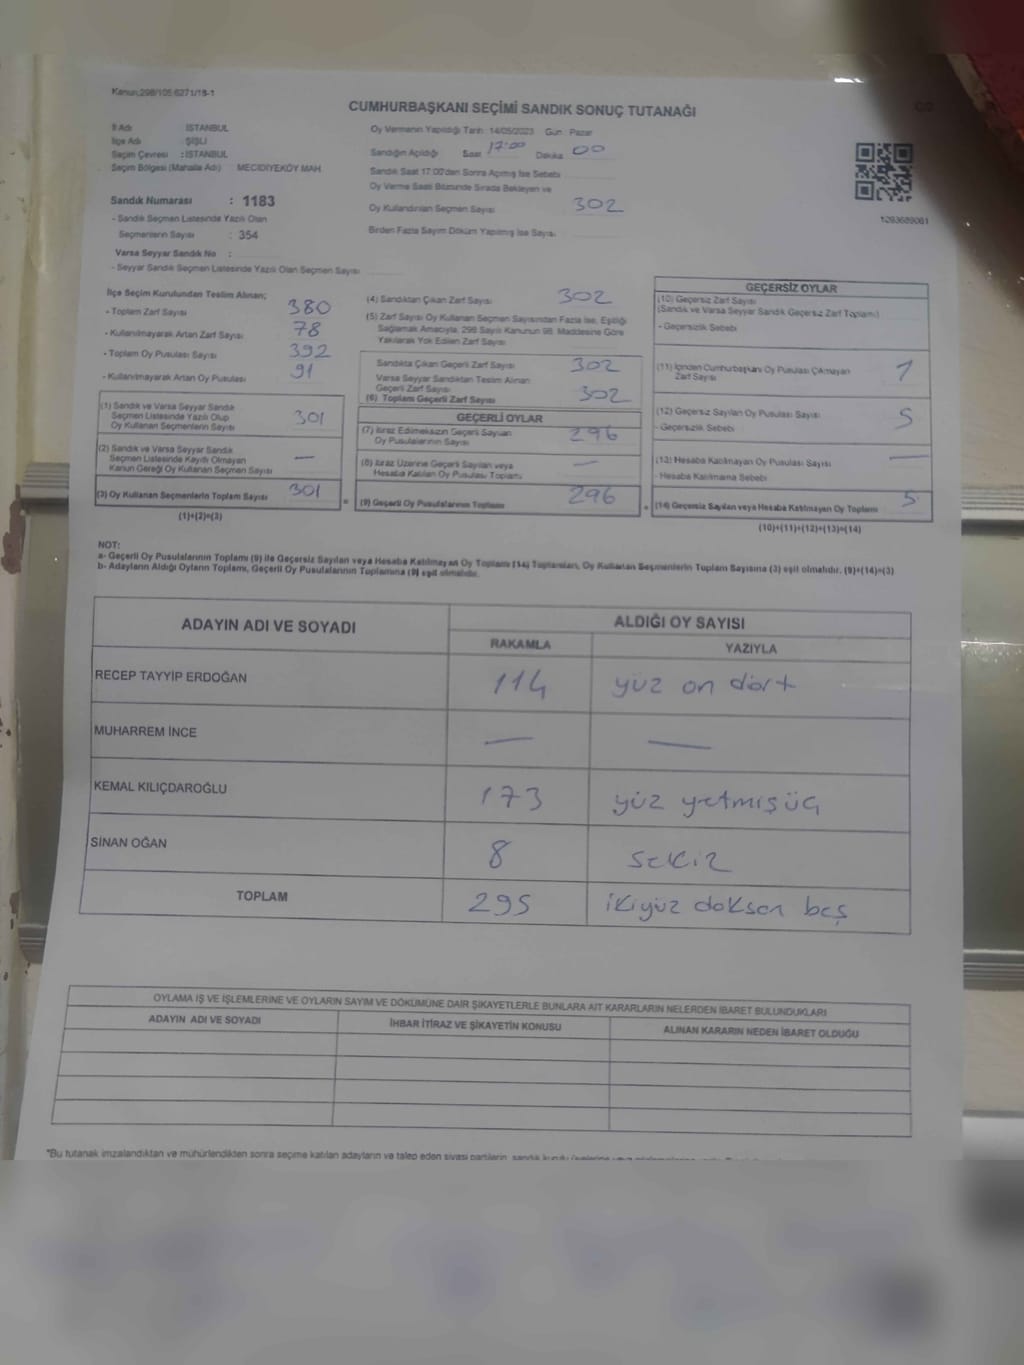 Kanun:298/105 6271/18-1
CUMHURBAŞKANI SEÇİMİ SANDIK SONUÇ TUTANAĞI
İl Adı : İSTANBUL
İlçe Adı : ŞİŞLİ
Seçim Çevresi : İSTANBUL
Seçim Bölgesi (Mahalle Adı) MECİDİYEKÖY MAH
Sandık Numarası : 1183
- Sandık Seçmen Listesinde Yazılı Olan
Seçmenlerin Sayısı : 354
Varsa Seyyar Sandık No :
- Seyyar Sandık Seçmen Listesinde Yazılı Olan Seçmen Sayısı
Oy Vermenin Yapıldığı Tarih : 14/05/2023 Gün : Pazar
Sandığın Açıldığı Saat 17:00 Dakika 00
Sandık Saat 17.00'den Sonra Açılmış İse Sebebi
Oy Verme Saati Bitiminde Sırada Bekleyen ve
Oy Kullandırılan Seçmen Sayısı 302
Birden Fazla Sayım Döküm Yapılmış İse Sayısı
1093689061
İlçe Seçim Kurulundan Teslim Alınan;
- Toplam Zarf Sayısı 380
- Kullanılmayarak Artan Zarf Sayısı 78
- Toplam Oy Pusulası Sayısı 392
- Kullanılmayarak Artan Oy Pusulası 91
(1) Sandık ve Varsa Seyyar Sandık
Seçmen Listesinde Yazılı Olup
Oy Kullanan Seçmenlerin Sayısı 301
(2) Sandık ve Varsa Seyyar Sandık
Seçmen Listesinde Kayıtlı Olmayan
Kanun Gereği Oy Kullanan Seçmen Sayısı —
(3) Oy Kullanan Seçmenlerin Toplam Sayısı 301
(1)+(2)=(3)
(4) Sandıktan Çıkan Zarf Sayısı 302
(5) Zarf Sayısı Oy Kullanan Seçmen Sayısından Fazla İse, Eşitliği
Sağlamak Amacıyla, 298 Sayılı Kanunun 98. Maddesine Göre
Yakılarak Yok Edilen Zarf Sayısı
Sandıkta Çıkan Geçerli Zarf Sayısı 302
Varsa Seyyar Sandıktan Teslim Alınan
Geçerli Zarf Sayısı
(6) Toplam Geçerli Zarf Sayısı 302
GEÇERLİ OYLAR
(7) İtiraz Edilmeksizin Geçerli Sayılan
Oy Pusulalarının Sayısı 296
(8) İtiraz Üzerine Geçerli Sayılan veya
Hesaba Katılan Oy Pusulası Toplamı —
(9) Geçerli Oy Pusulalarının Toplamı 296
GEÇERSİZ OYLAR
(10) Geçersiz Zarf Sayısı
(Sandık ve Varsa Seyyar Sandık Geçersiz Zarf Toplamı)
- Geçersizlik Sebebi
(11) İçinden Cumhurbaşkanı Oy Pusulası Çıkmayan
Zarf Sayısı 1
(12) Geçersiz Sayılan Oy Pusulası Sayısı 5
- Geçersizlik Sebebi
(13) Hesaba Katılmayan Oy Pusulası Sayısı —
- Hesaba Katılmama Sebebi
(14) Geçersiz Sayılan veya Hesaba Katılmayan Oy Toplamı 5
(10)+(11)+(12)+(13)=(14)
NOT:
a- Geçerli Oy Pusulalarının Toplamı (9) ile Geçersiz Sayılan veya Hesaba Katılmayan Oy Toplamı (14) Toplamları, Oy Kullanan Seçmenlerin Toplam Sayısına (3) eşit olmalıdır. (9)+(14)=(3)
b- Adayların Aldığı Oyların Toplamı, Geçerli Oy Pusulalarının Toplamına (9) eşit olmalıdır.
ADAYIN ADI VE SOYADI ALDIĞI OY SAYISI
RAKAMLA YAZIYLA
RECEP TAYYİP ERDOĞAN 114 yüz on dört
MUHARREM İNCE — —
KEMAL KILIÇDAROĞLU 173 yüz yetmiş üç
SİNAN OĞAN 8 sekiz
TOPLAM 295 ikiyüz doksan beş
OYLAMA İŞ VE İŞLEMLERİNE VE OYLARIN SAYIM VE DÖKÜMÜNE DAİR ŞİKAYETLERLE BUNLARA AİT KARARLARIN NELERDEN İBARET BULUNDUKLARI
ADAYIN ADI VE SOYADI İHBAR İTİRAZ VE ŞİKAYETİN KONUSU ALINAN KARARIN NEDEN İBARET OLDUĞU
*Bu tutanak imzalandıktan ve mühürlendikten sonra seçime katılan adayların ve talep eden siyasi partilerin, sandık kurulu